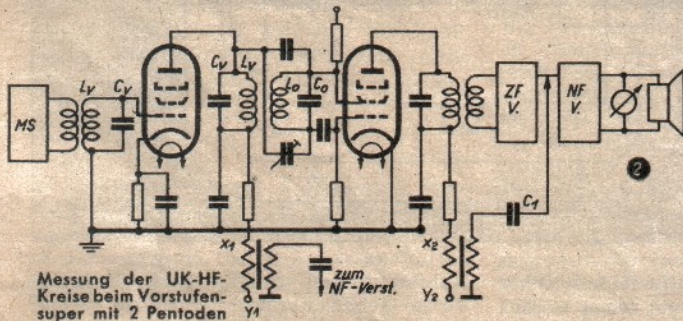 MS
Lv
Cv
Cv
Lv
Lo
Co
ZF
V.
NF
V.
2
C1
X1
X2
zum
NF-Verst.
Y1
Y2
Messung der UK-HF-
Kreise beim Vorstufen-
super mit 2 Pentoden